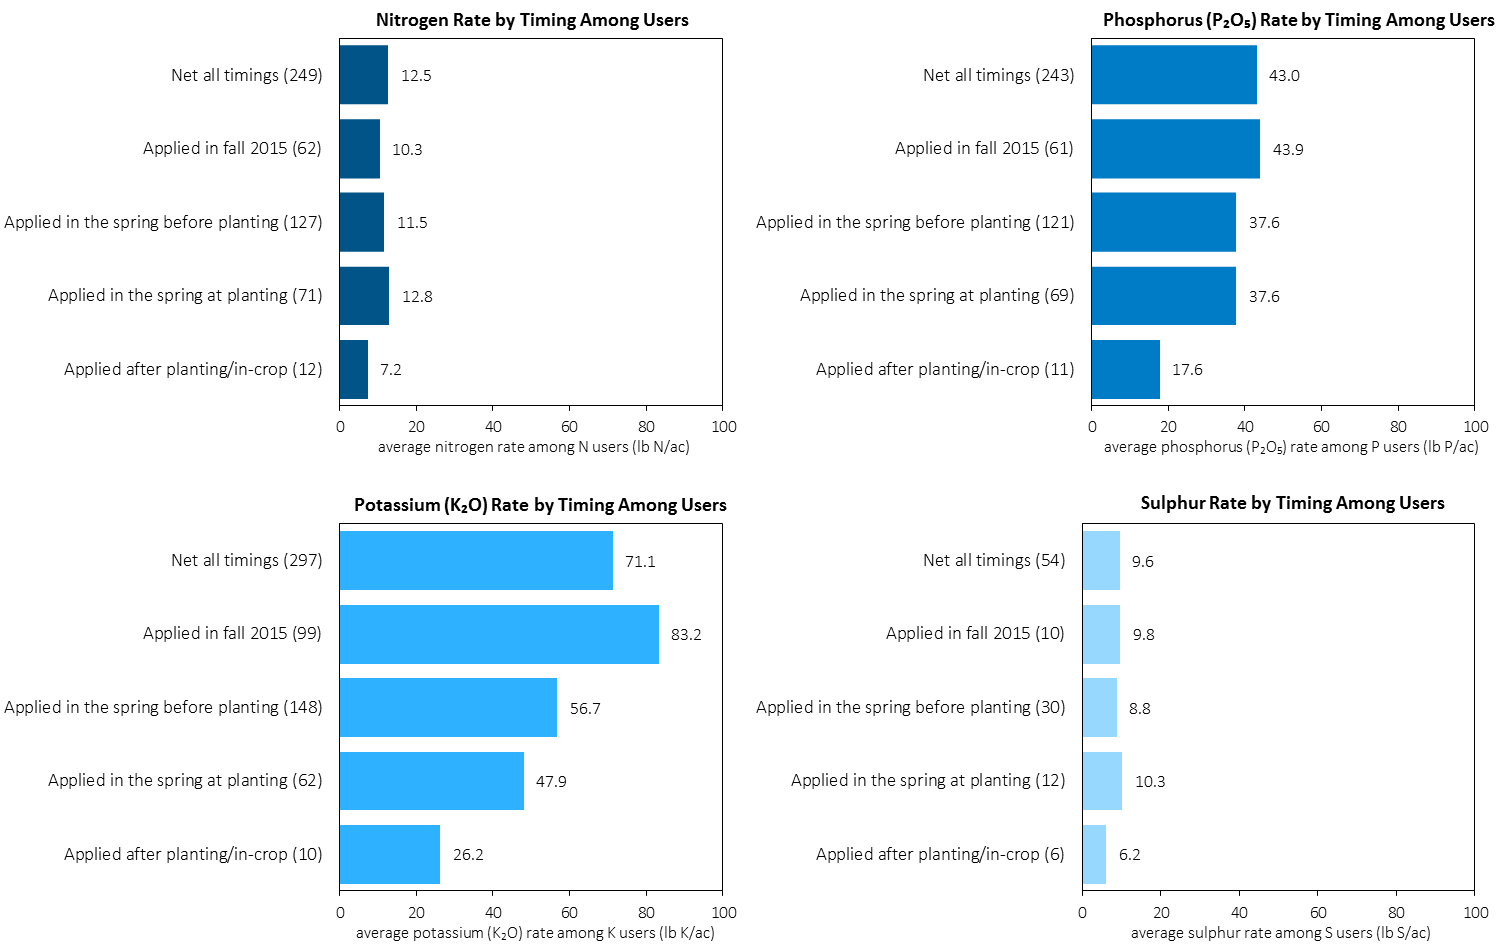 Nitrogen Rate by Timing Among Users
Net all timings (249)
12.5
Applied in fall 2015 (62)
10.3
Applied in the spring before planting (127)
11.5
Applied in the spring at planting (71)
12.8
Applied after planting/in-crop (12)
7.2
0 20 40 60 80 100
average nitrogen rate among N users (lb N/ac)
Phosphorus (P₂O₅) Rate by Timing Among Users
Net all timings (243)
43.0
Applied in fall 2015 (61)
43.9
Applied in the spring before planting (121)
37.6
Applied in the spring at planting (69)
37.6
Applied after planting/in-crop (11)
17.6
0 20 40 60 80 100
average phosphorus (P₂O₅) rate among P users (lb P/ac)
Potassium (K₂O) Rate by Timing Among Users
Net all timings (297)
71.1
Applied in fall 2015 (99)
83.2
Applied in the spring before planting (148)
56.7
Applied in the spring at planting (62)
47.9
Applied after planting/in-crop (10)
26.2
0 20 40 60 80 100
average potassium (K₂O) rate among K users (lb K/ac)
Sulphur Rate by Timing Among Users
Net all timings (54)
9.6
Applied in fall 2015 (10)
9.8
Applied in the spring before planting (30)
8.8
Applied in the spring at planting (12)
10.3
Applied after planting/in-crop (6)
6.2
0 20 40 60 80 100
average sulphur rate among S users (lb S/ac)